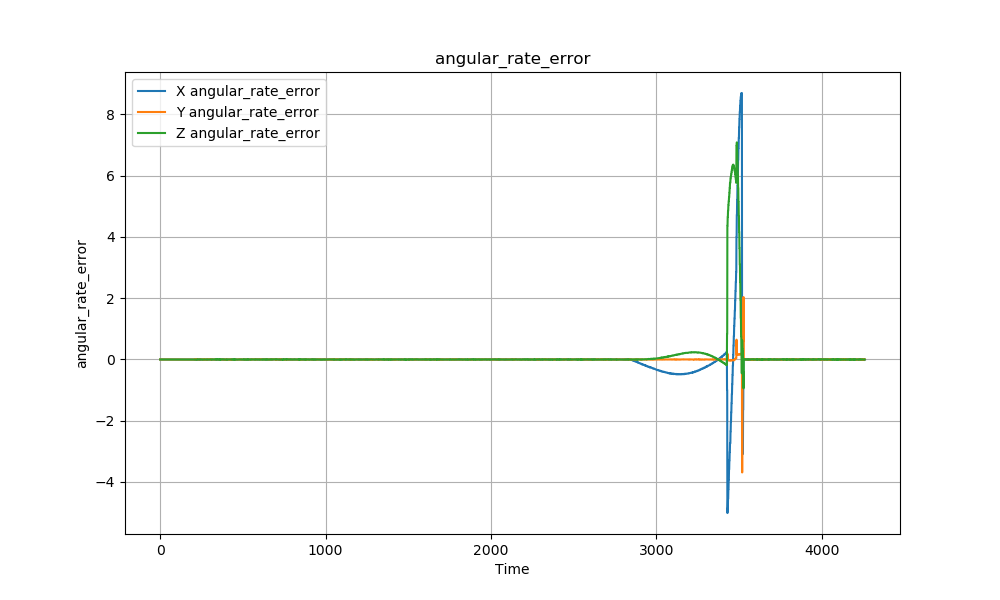 angular_rate_error
X angular_rate_error
Y angular_rate_error
Z angular_rate_error
angular_rate_error
8
6
4
2
0
−2
−4
0 1000 2000 3000 4000
Time